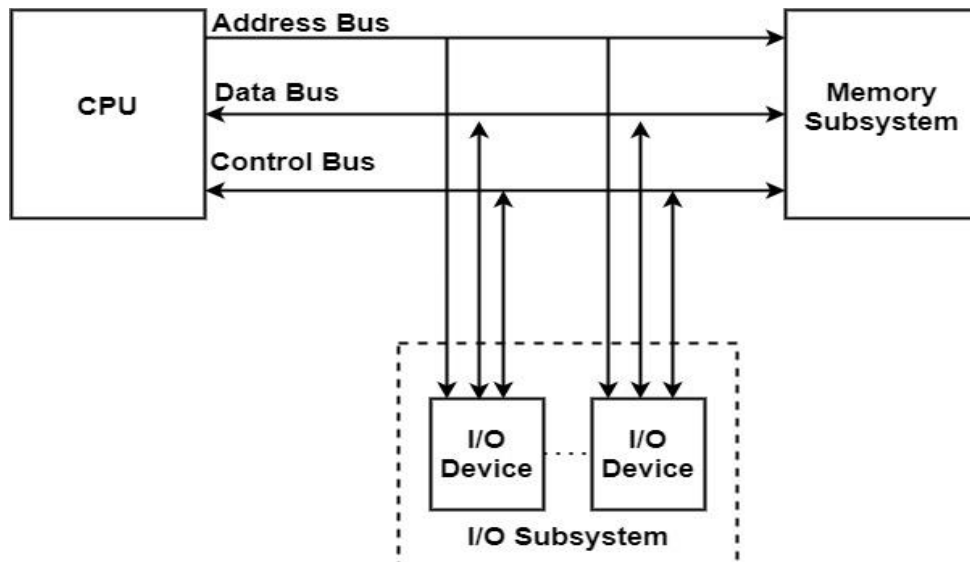 Address Bus
CPU
Data Bus
Control Bus
Memory
Subsystem
I/O
Device
I/O
Device
I/O Subsystem